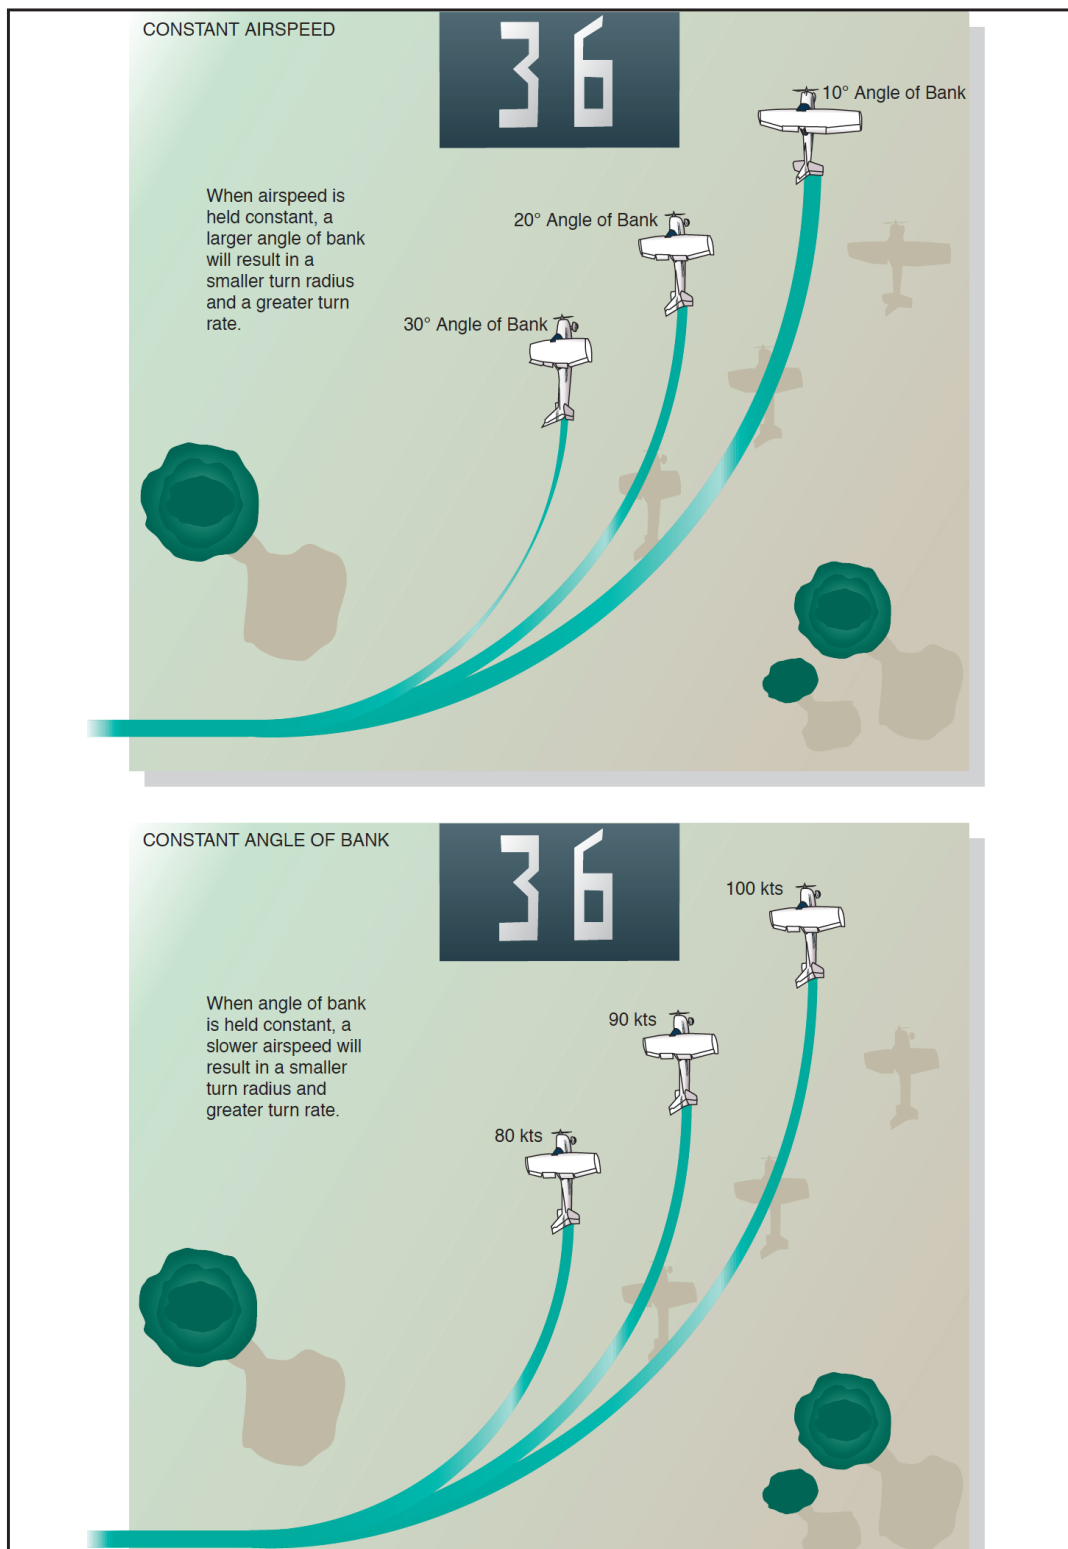 CONSTANT AIRSPEED
36
10° Angle of Bank
When airspeed is
held constant, a
larger angle of bank
will result in a
smaller turn radius
and a greater turn
rate.
20° Angle of Bank
30° Angle of Bank
CONSTANT ANGLE OF BANK
36
100 kts
When angle of bank
is held constant, a
slower airspeed will
result in a smaller
turn radius and
greater turn rate.
90 kts
80 kts